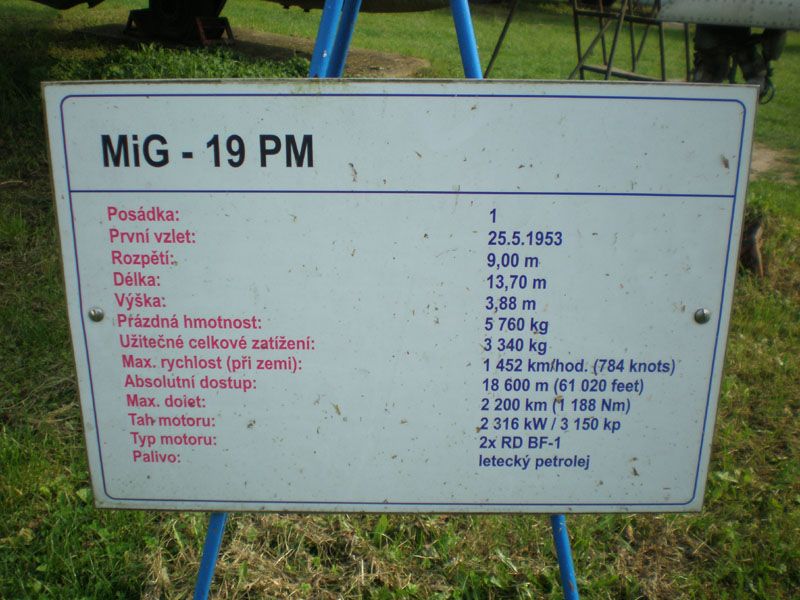 MiG - 19 PM
Posádka: 1
První vzlet: 25.5.1953
Rozpětí: 9,00 m
Délka: 13,70 m
Výška: 3,88 m
Přázdná hmotnost: 5 760 kg
Užitečné celkové zatížení: 3 340 kg
Max. rychlost (při zemi): 1 452 km/hod. (784 knots)
Absolutní dostup: 18 600 m (61 020 feet)
Max. dolet: 2 200 km (1 188 Nm)
Tah motoru: 2 316 kW / 3 150 kp
Typ motoru: 2x RD BF-1
Palivo: letecký petrolej